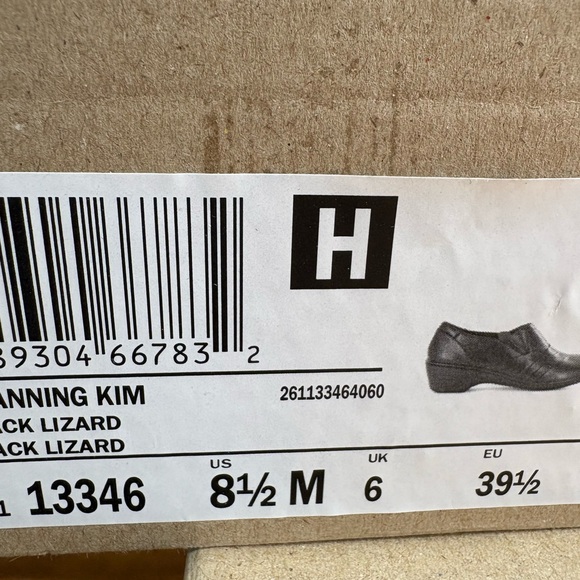 H
39304 66783 2
ANNING KIM
261133464060
ACK LIZARD
ACK LIZARD
US UK EU
1 13346 8½ M 6 39½